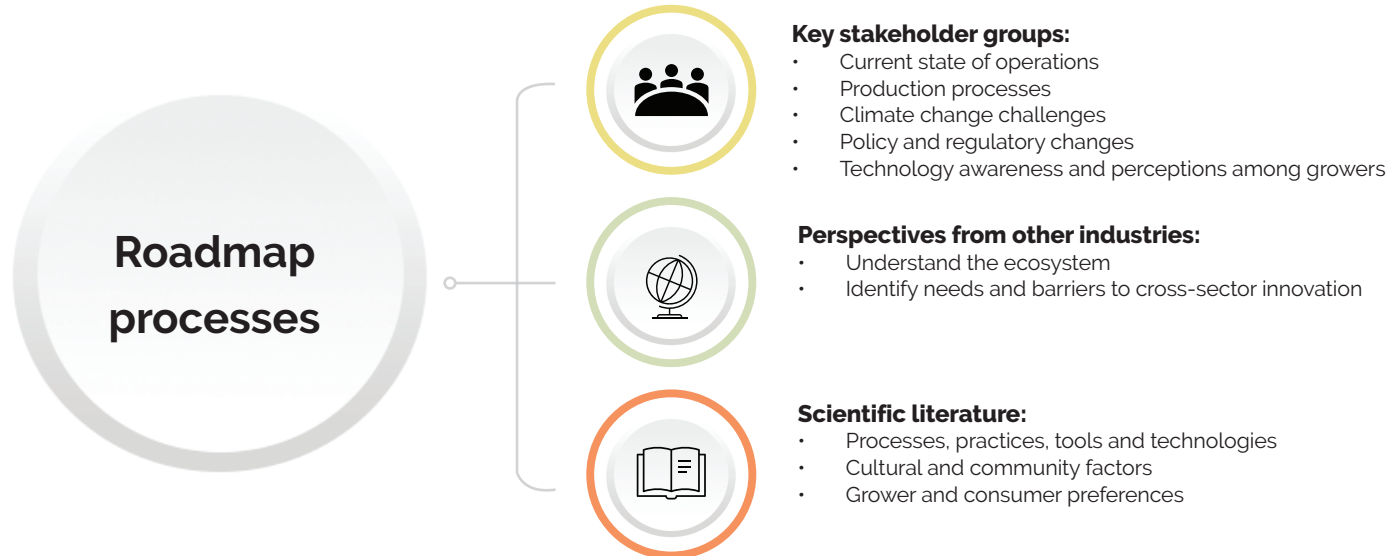 Roadmap
processes
Key stakeholder groups:
• Current state of operations
• Production processes
• Climate change challenges
• Policy and regulatory changes
• Technology awareness and perceptions among growers
Perspectives from other industries:
• Understand the ecosystem
• Identify needs and barriers to cross-sector innovation
Scientific literature:
• Processes, practices, tools and technologies
• Cultural and community factors
• Grower and consumer preferences